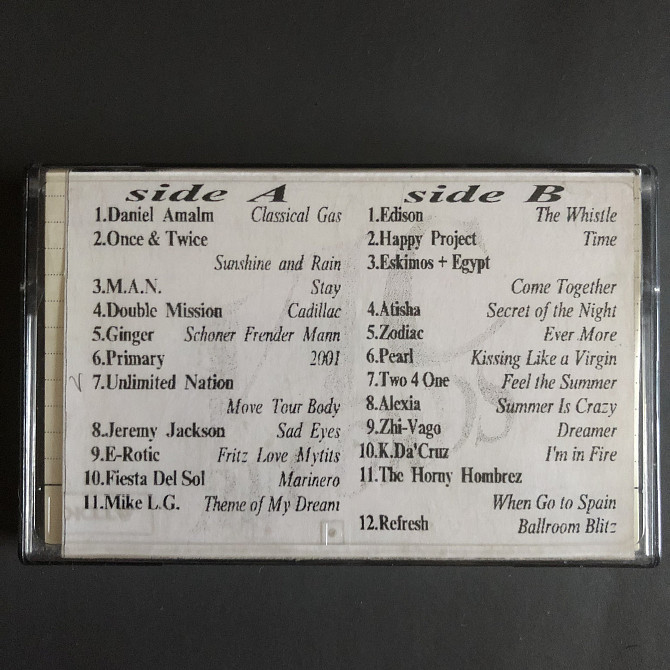 side A
1.Daniel Amalm Classical Gas
2.Once & Twice
Sunshine and Rain
3.M.A.N. Stay
4.Double Mission Cadillac
5.Ginger Schoner Frender Mann
6.Primary 2001
7.Unlimited Nation
Move Your Body
8.Jeremy Jackson Sad Eyes
9.E-Rotic Fritz Love Mytits
10.Fiesta Del Sol Marinero
11.Mike L.G. Theme of My Dream
side B
1.Edison The Whistle
2.Happy Project Time
3.Eskimos + Egypt
Come Together
4.Atisha Secret of the Night
5.Zodiac Ever More
6.Pearl Kissing Like a Virgin
7.Two 4 One Feel the Summer
8.Alexia Summer Is Crazy
9.Zhi-Vago Dreamer
10.K.Da'Cruz I'm in Fire
11.The Horny Hombrez
When Go to Spain
12.Refresh Ballroom Blitz